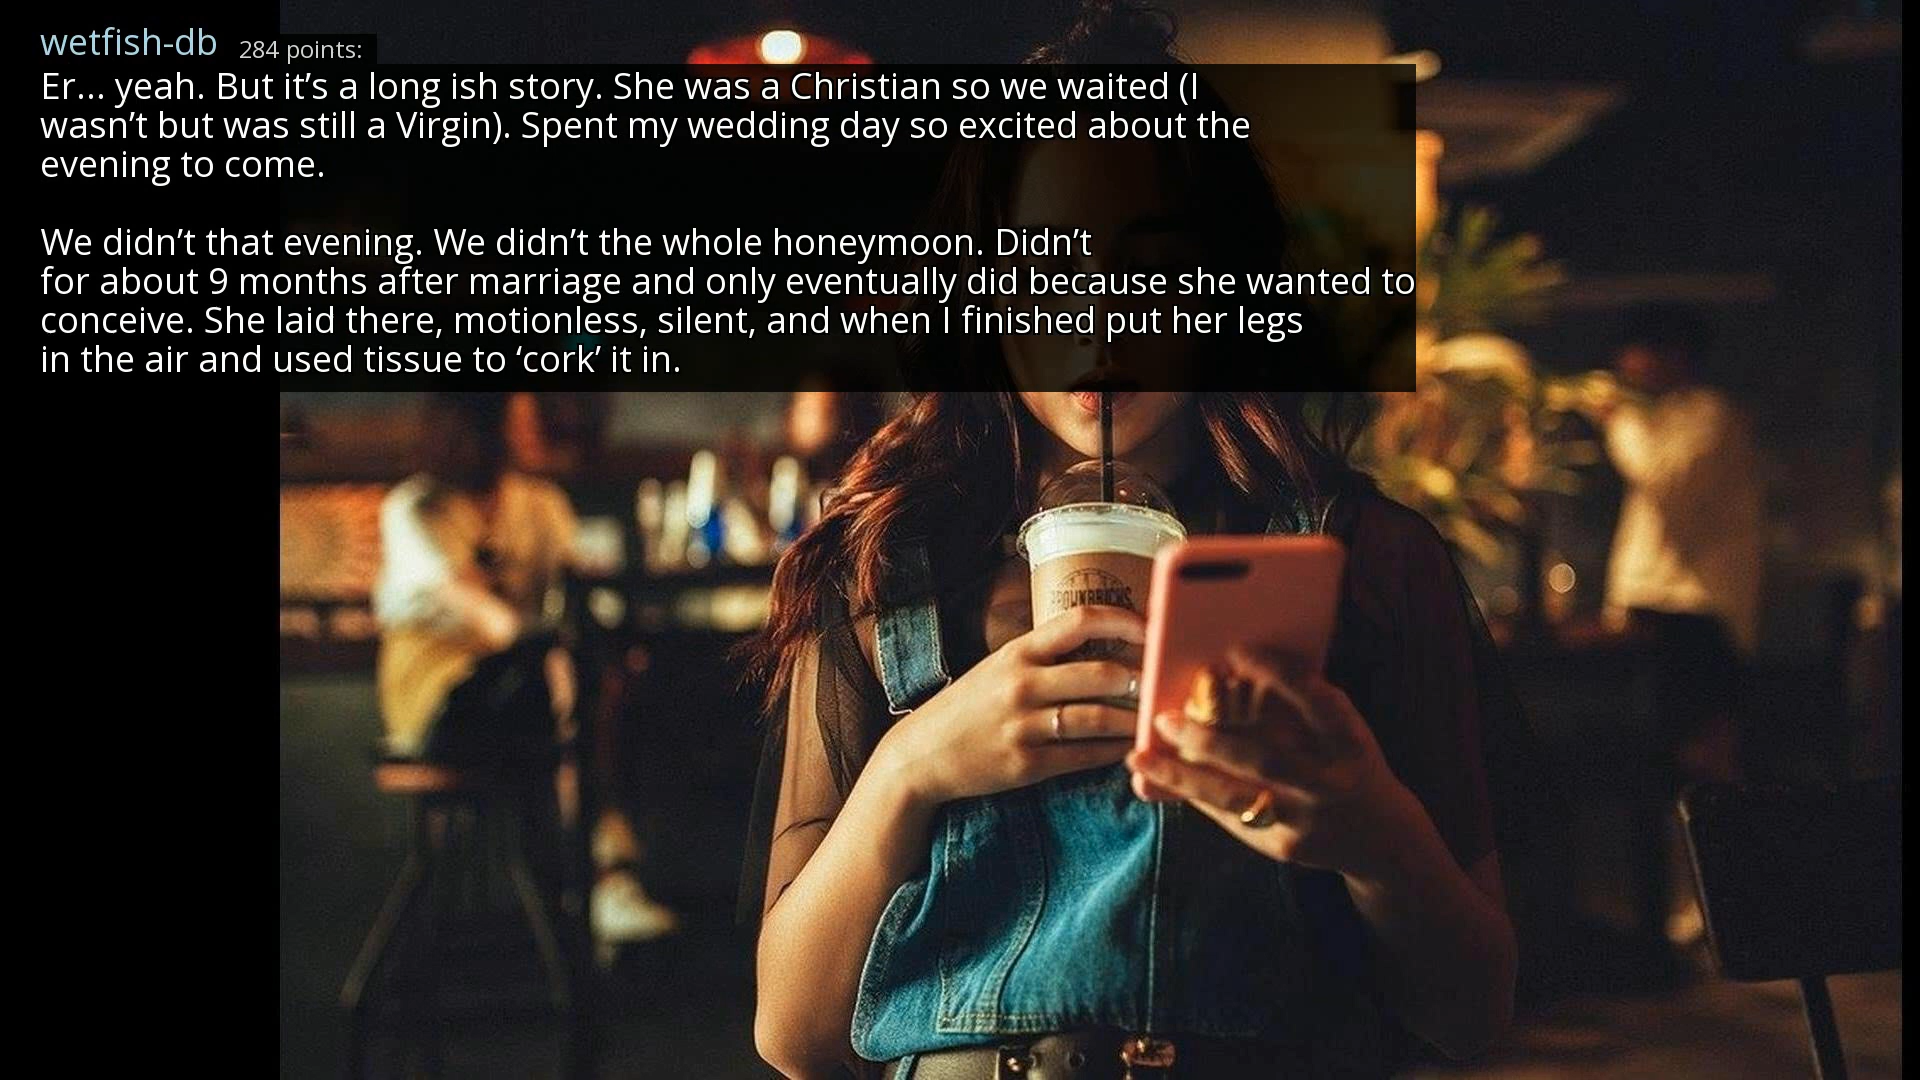 wetfish-db 284 points:
Er... yeah. But it’s a long ish story. She was a Christian so we waited (I
wasn’t but was still a Virgin). Spent my wedding day so excited about the
evening to come.
We didn’t that evening. We didn’t the whole honeymoon. Didn’t
for about 9 months after marriage and only eventually did because she wanted to
conceive. She laid there, motionless, silent, and when I finished put her legs
in the air and used tissue to ‘cork’ it in.